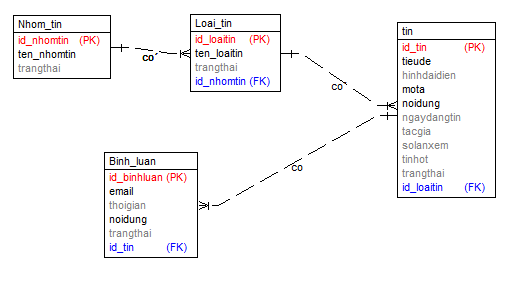 Nhom_tin
id_nhomtin (PK)
ten_nhomtin
trangthai
co
Loai_tin
id_loaitin (PK)
ten_loaitin
trangthai
id_nhomtin (FK)
co
tin
id_tin (PK)
tieude
hinhdaidien
mota
noidung
ngaydangtin
tacgia
solanxem
tinhot
trangthai
id_loaitin (FK)
Binh_luan
id_binhluan (PK)
email
thoigian
noidung
trangthai
id_tin (FK)
co